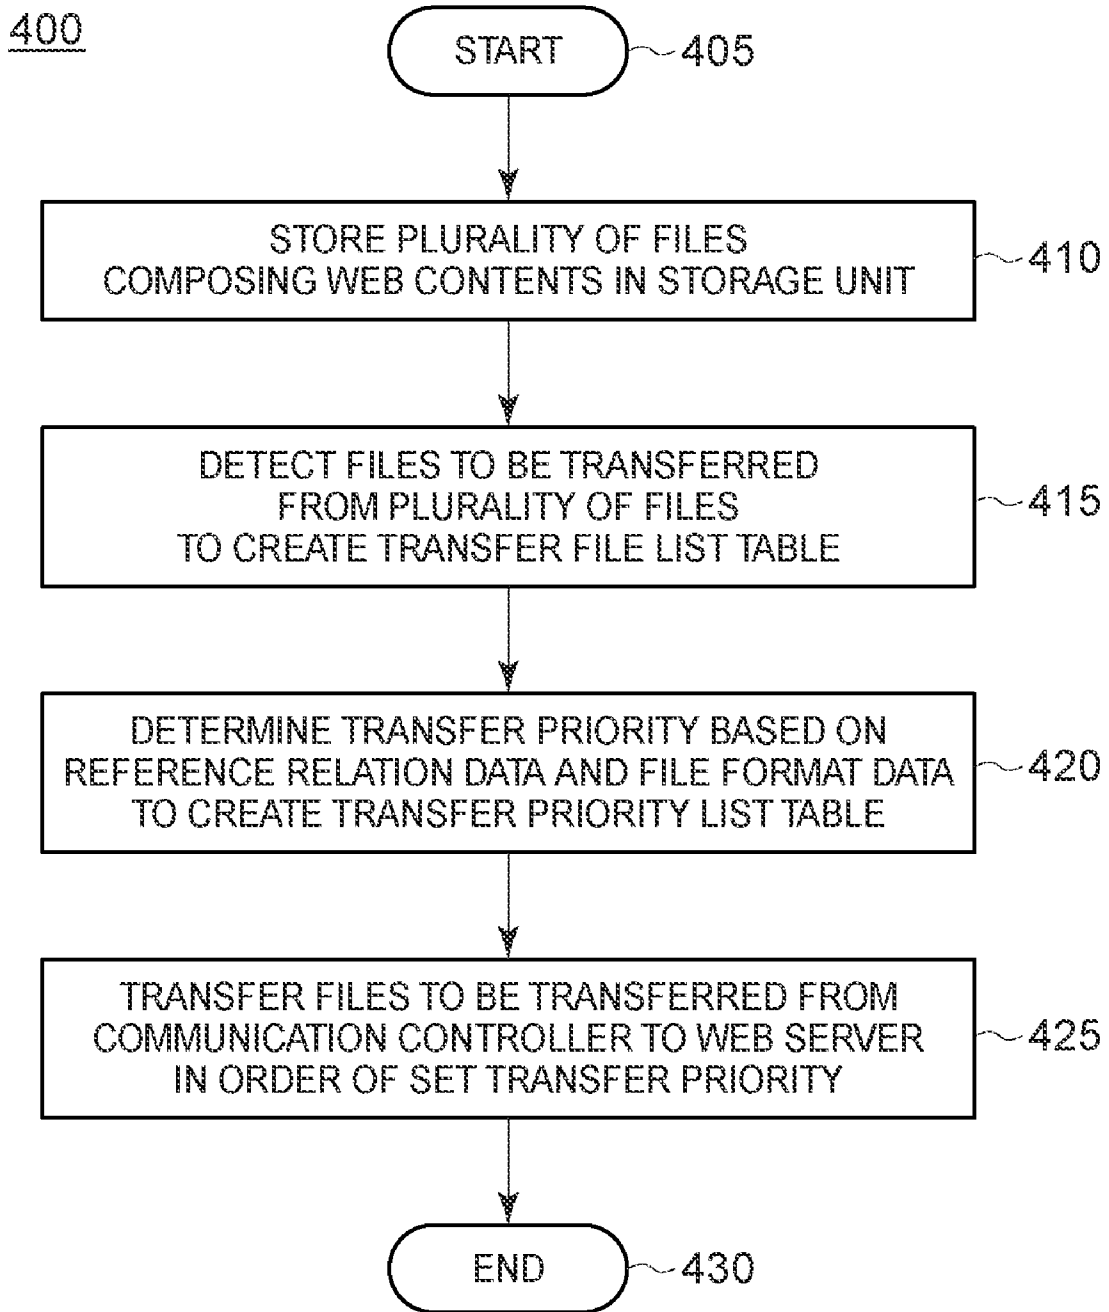 400
START
405
STORE PLURALITY OF FILES
COMPOSING WEB CONTENTS IN STORAGE UNIT
410
DETECT FILES TO BE TRANSFERRED
FROM PLURALITY OF FILES
TO CREATE TRANSFER FILE LIST TABLE
415
DETERMINE TRANSFER PRIORITY BASED ON
REFERENCE RELATION DATA AND FILE FORMAT DATA
TO CREATE TRANSFER PRIORITY LIST TABLE
420
TRANSFER FILES TO BE TRANSFERRED FROM
COMMUNICATION CONTROLLER TO WEB SERVER
IN ORDER OF SET TRANSFER PRIORITY
425
END
430